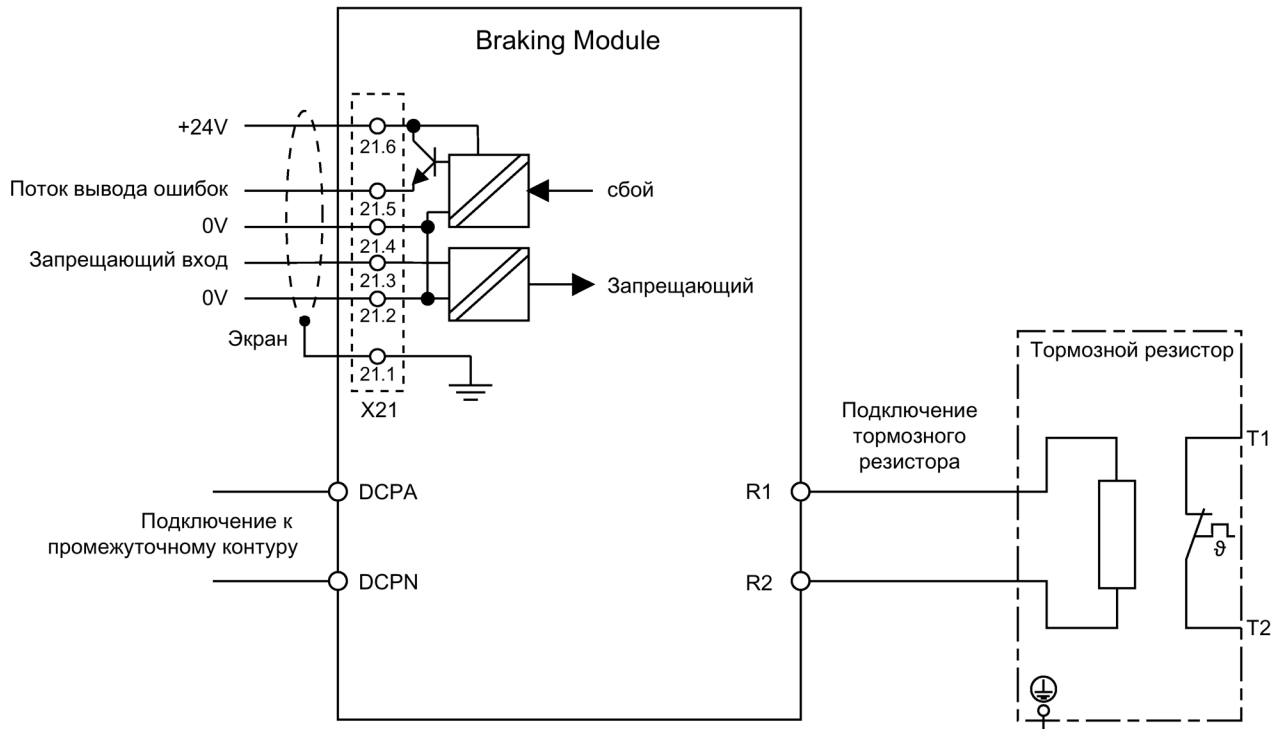 Braking Module
+24V
21.6
Поток вывода ошибок
21.5
сбой
0V
21.4
Запрещающий вход
21.3
Запрещающий
0V
21.2
Экран
21.1
X21
Тормозной резистор
Подключение
тормозного
резистора
T1
DCPA
R1
Подключение к
промежуточному контуру
ϑ
DCPN
R2
T2